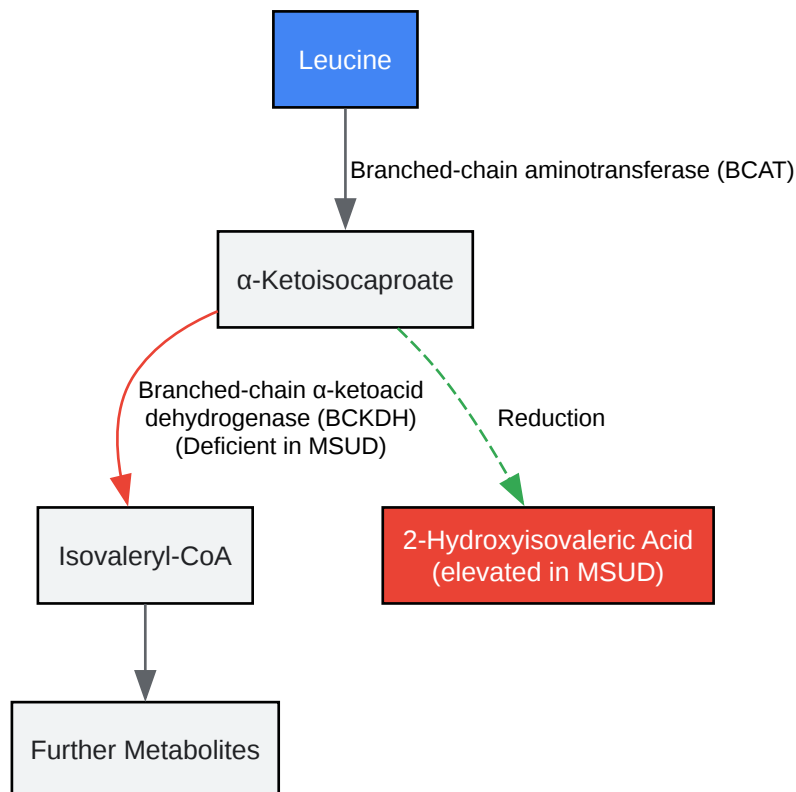 Leucine
Branched-chain aminotransferase (BCAT)
α-Ketoisocaproate
Branched-chain α-ketoacid
dehydrogenase (BCKDH)
(Deficient in MSUD)
Reduction
Isovaleryl-CoA
2-Hydroxyisovaleric Acid
(elevated in MSUD)
Further Metabolites